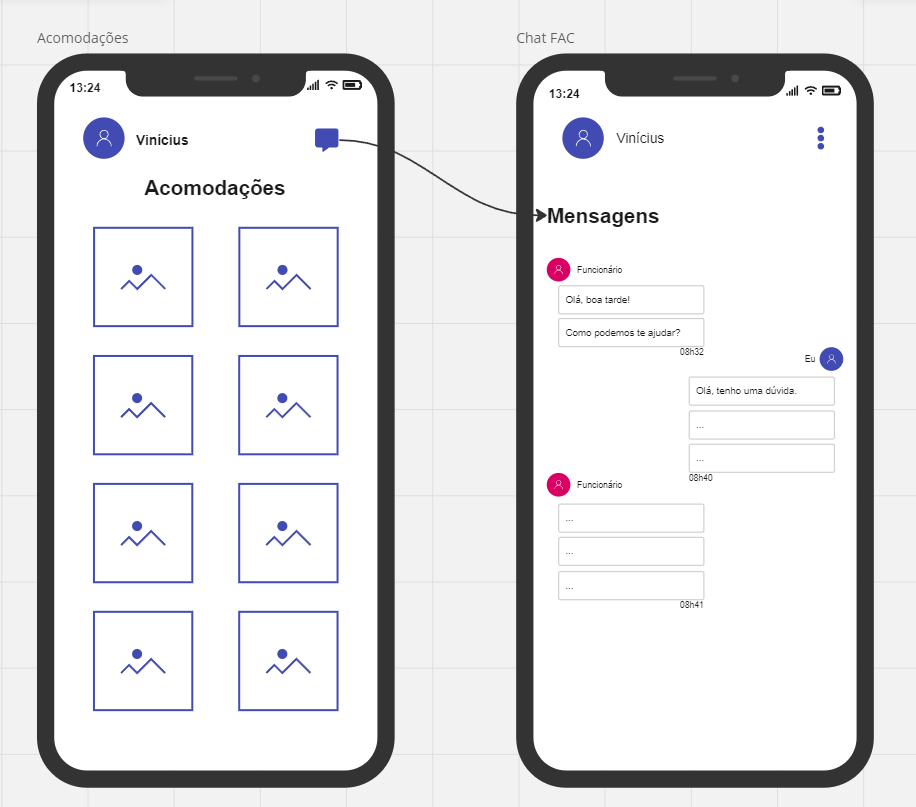 Acomodações
13:24
Vinícius
Acomodações
Chat FAC
13:24
Vinícius
Mensagens
Funcionário
Olá, boa tarde!
Como podemos te ajudar?
08h32
Eu
Olá, tenho uma dúvida.
...
...
08h40
Funcionário
...
...
...
08h41